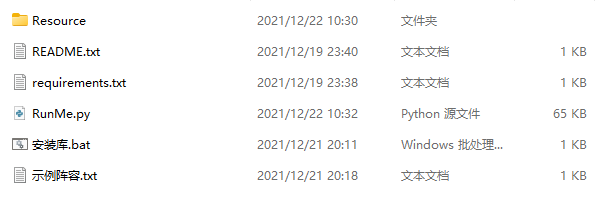 Resource 2021/12/22 10:30 文件夹
README.txt 2021/12/19 23:40 文本文档 1 KB
requirements.txt 2021/12/19 23:38 文本文档 1 KB
RunMe.py 2021/12/22 10:32 Python 源文件 65 KB
安装库.bat 2021/12/21 20:11 Windows 批处理... 1 KB
示例阵容.txt 2021/12/21 20:18 文本文档 1 KB